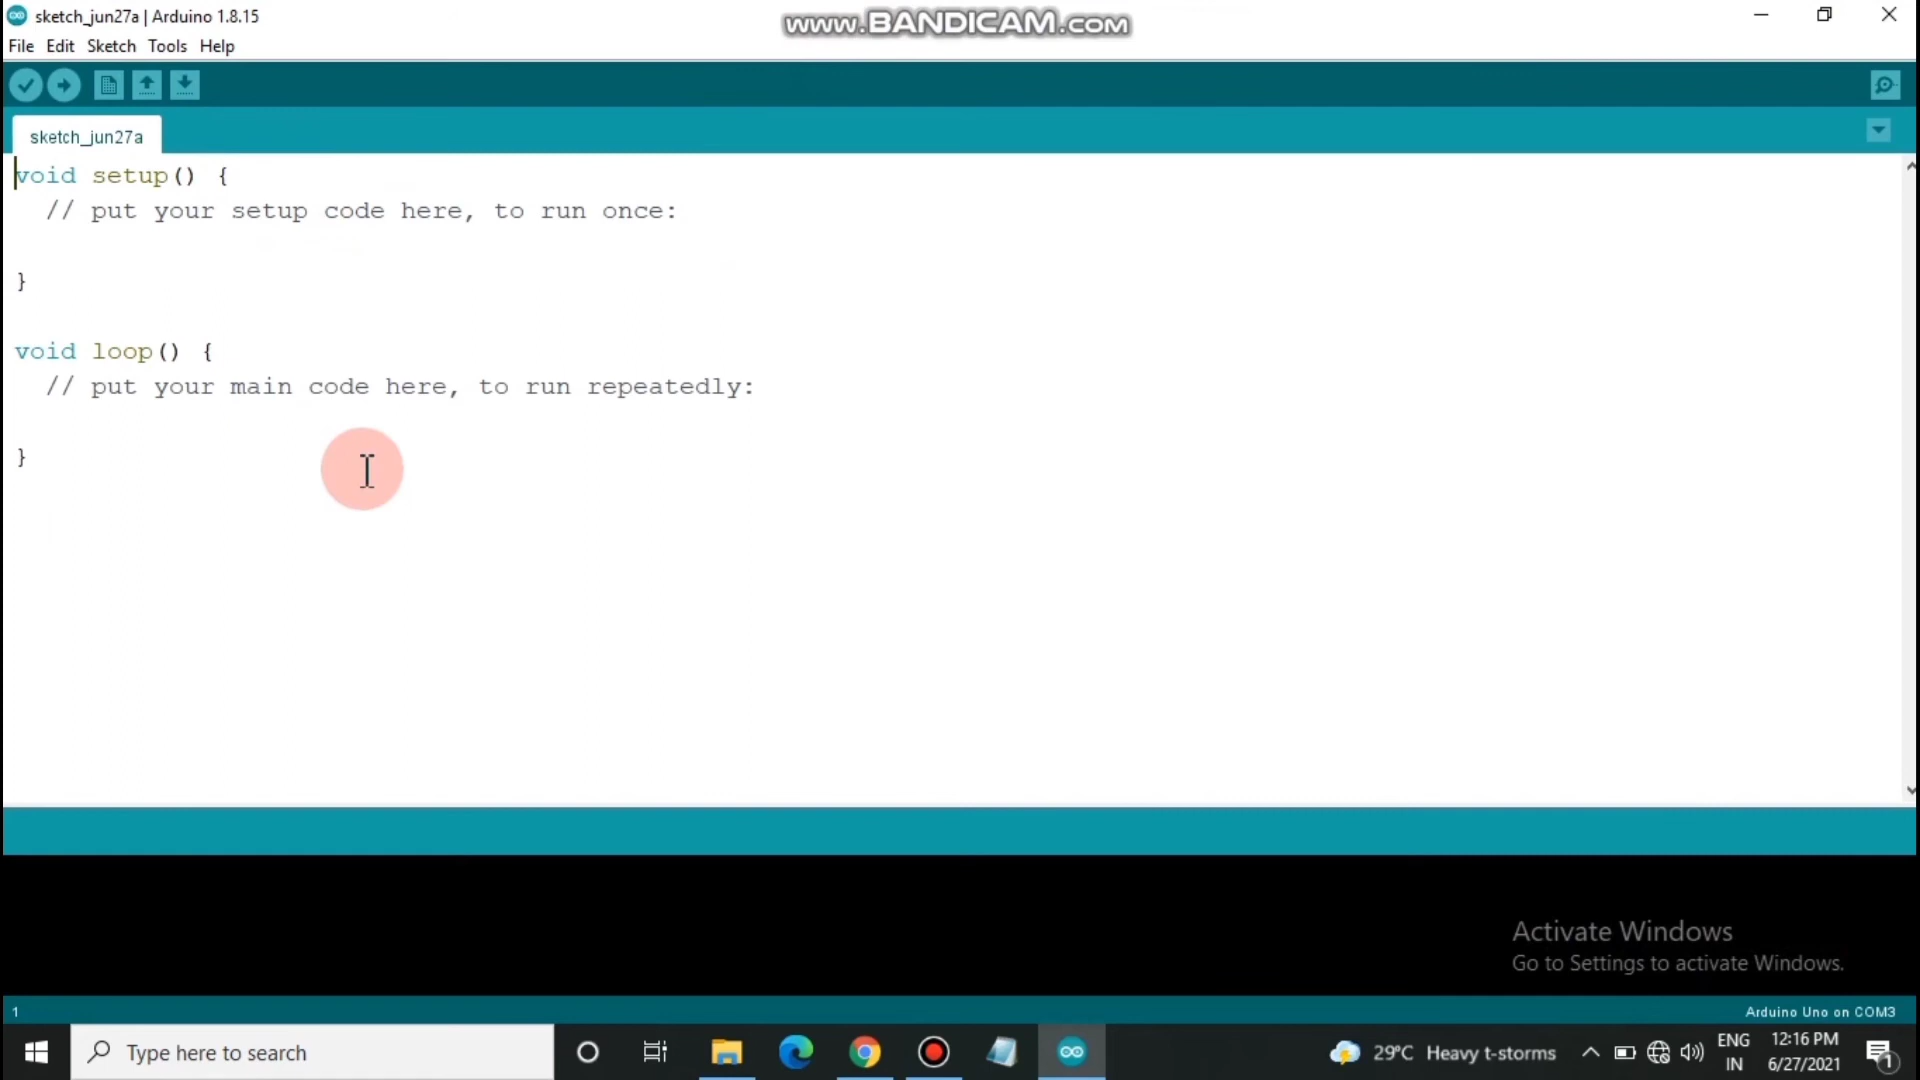 sketch_jun27a | Arduino 1.8.15
www.BANDICAM.com
File Edit Sketch Tools Help
sketch_jun27a
void setup() {
  // put your setup code here, to run once:
}
void loop() {
  // put your main code here, to run repeatedly:
}
Activate Windows
Go to Settings to activate Windows.
1
Arduino Uno on COM3
Type here to search
29°C Heavy t-storms
ENG
IN
12:16 PM
6/27/2021
1